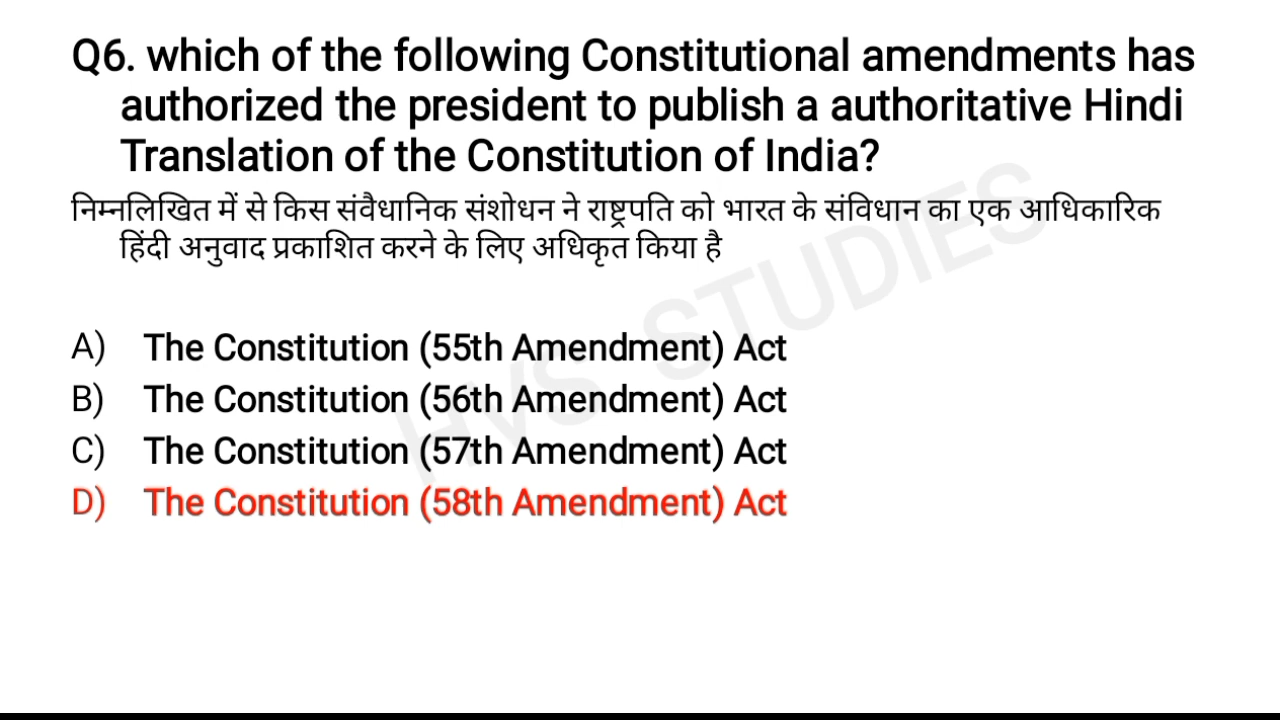 Q6. which of the following Constitutional amendments has
authorized the president to publish a authoritative Hindi
Translation of the Constitution of India?
निम्नलिखित में से किस संवैधानिक संशोधन ने राष्ट्रपति को भारत के संविधान का एक आधिकारिक
हिंदी अनुवाद प्रकाशित करने के लिए अधिकृत किया है
A) The Constitution (55th Amendment) Act
B) The Constitution (56th Amendment) Act
C) The Constitution (57th Amendment) Act
D) The Constitution (58th Amendment) Act
HVS STUDIES